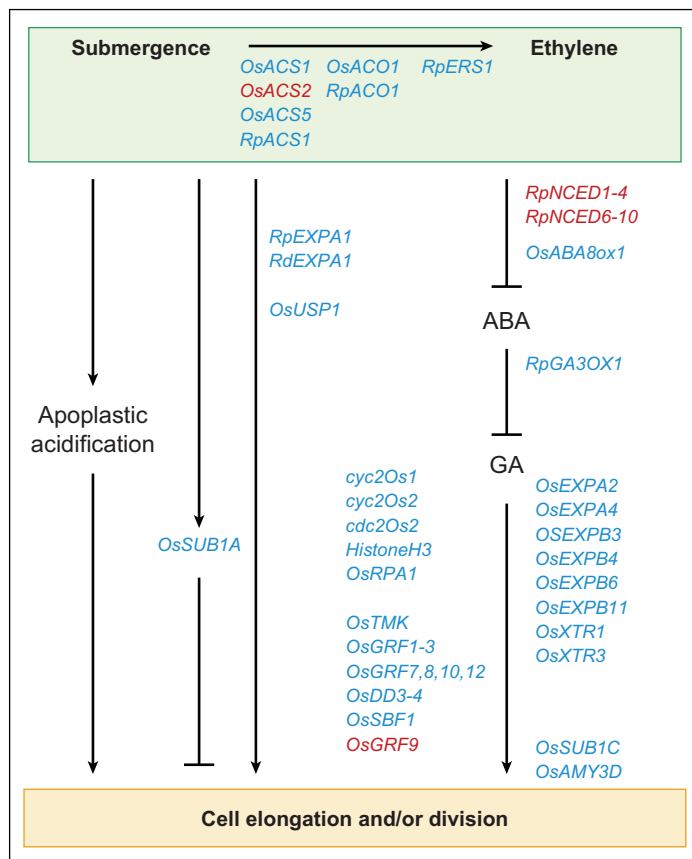 Submergence
Ethylene
OsACS1 OsACO1 RpERS1
OsACS2 RpACO1
OsACS5
RpACS1
RpNCED1-4
RpNCED6-10
OsABA8ox1
RpEXPA1
RdEXPA1
OsUSP1
ABA
RpGA3OX1
Apoplastic
acidification
GA
OsSUB1A
cyc2Os1
cyc2Os2
cdc2Os2
HistoneH3
OsRPA1
OsTMK
OsGRF1-3
OsGRF7,8,10,12
OsDD3-4
OsSBF1
OsGRF9
OsEXPA2
OsEXPA4
OSEXPB3
OsEXPB4
OsEXPB6
OsEXPB11
OsXTR1
OsXTR3
OsSUB1C
OsAMY3D
Cell elongation and/or division